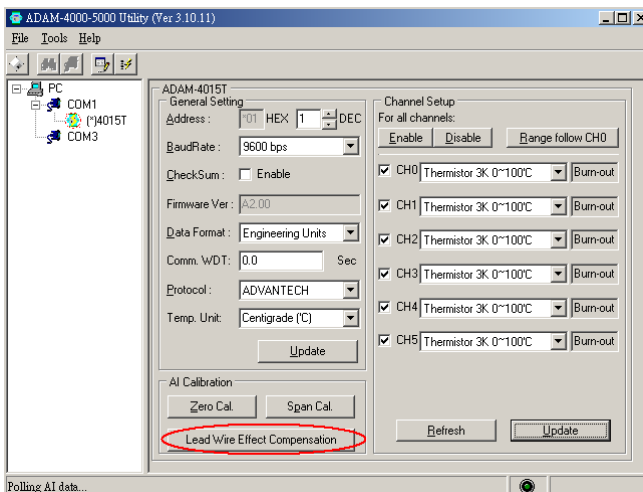 ADAM-4000-5000 Utility (Ver 3.10.11)
File Tools Help
PC
COM1
(*)4015T
COM3
ADAM-4015T
General Setting
Address : *01 HEX 1 DEC
BaudRate : 9600 bps
CheckSum : Enable
Firmware Ver : A2.00
Data Format : Engineering Units
Comm. WDT: 0.0 Sec
Protocol : ADVANTECH
Temp. Unit: Centigrade (℃)
Update
AI Calibration
Zero Cal. Span Cal.
Lead Wire Effect Compensation
Channel Setup
For all channels:
Enable Disable Range follow CH0
CH0 Thermistor 3K 0~100℃ Burn-out
CH1 Thermistor 3K 0~100℃ Burn-out
CH2 Thermistor 3K 0~100℃ Burn-out
CH3 Thermistor 3K 0~100℃ Burn-out
CH4 Thermistor 3K 0~100℃ Burn-out
CH5 Thermistor 3K 0~100℃ Burn-out
Refresh Update
Polling AI data...